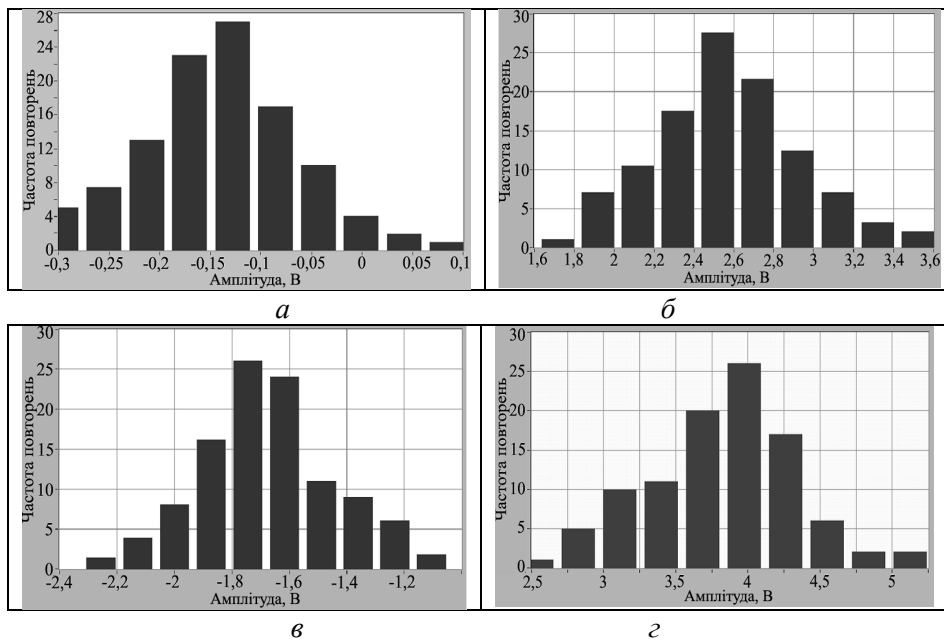 Частота повторень
28
24
20
16
12
8
4
0
-0,3 -0,25 -0,2 -0,15 -0,1 -0,05 0 0,05 0,1
Амплітуда, В
Частота повторень
30
25
20
15
10
5
0
1,6 1,8 2 2,2 2,4 2,6 2,8 3 3,2 3,4 3,6
Амплітуда, В
а б
Частота повторень
30
25
20
15
10
5
0
-2,4 -2,2 -2 -1,8 -1,6 -1,4 -1,2
Амплітуда, В
Частота повторень
30
25
20
15
10
5
0
2,5 3 3,5 4 4,5 5
Амплітуда, В
в г